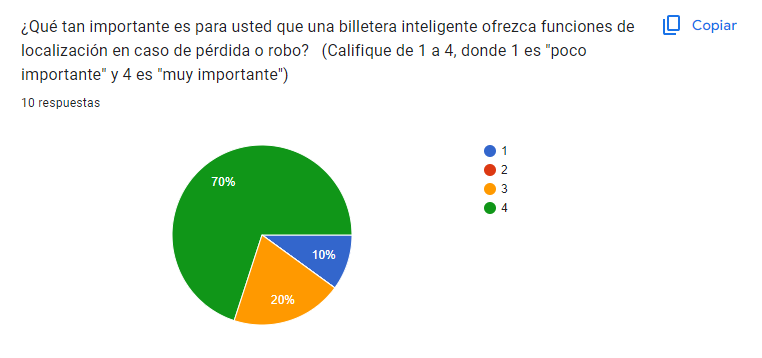 ¿Qué tan importante es para usted que una billetera inteligente ofrezca funciones de
localización en caso de pérdida o robo?   (Califique de 1 a 4, donde 1 es "poco
importante" y 4 es "muy importante")
Copiar
10 respuestas
70%
10%
20%
1
2
3
4